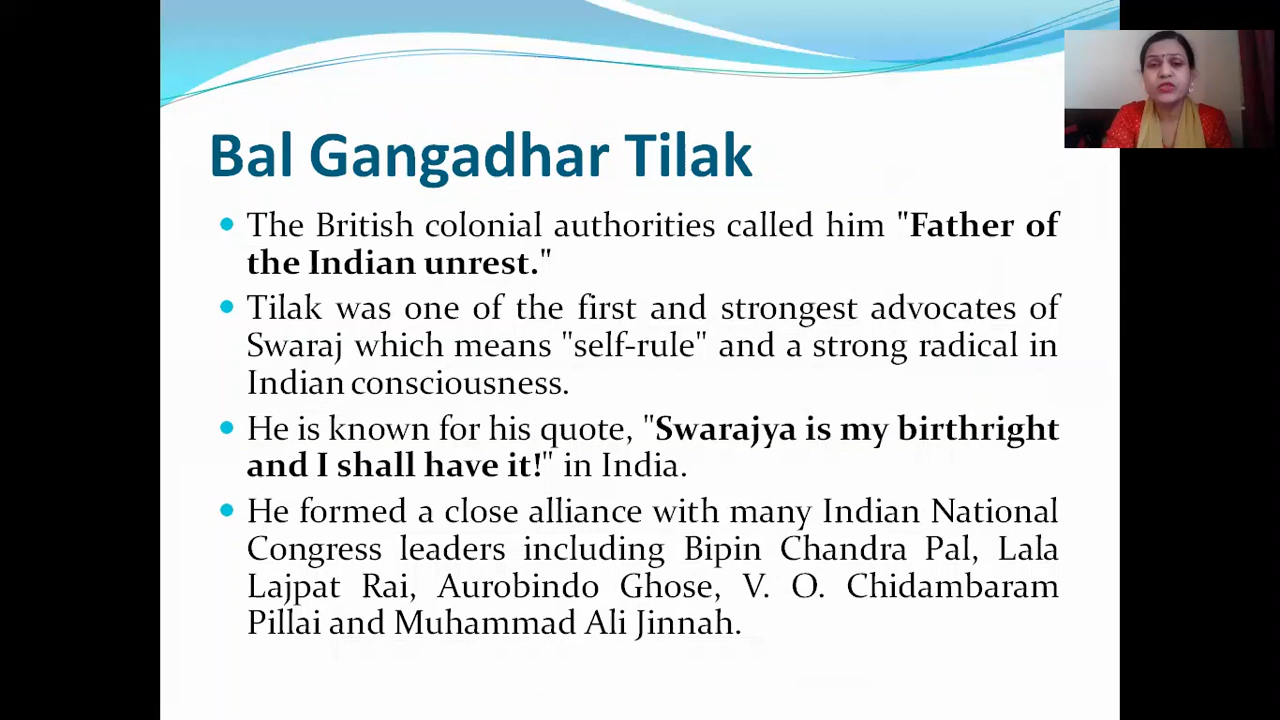 Bal Gangadhar Tilak
The British colonial authorities called him "Father of
the Indian unrest."
Tilak was one of the first and strongest advocates of
Swaraj which means "self-rule" and a strong radical in
Indian consciousness.
He is known for his quote, "Swarajya is my birthright
and I shall have it!" in India.
He formed a close alliance with many Indian National
Congress leaders including Bipin Chandra Pal, Lala
Lajpat Rai, Aurobindo Ghose, V. O. Chidambaram
Pillai and Muhammad Ali Jinnah.